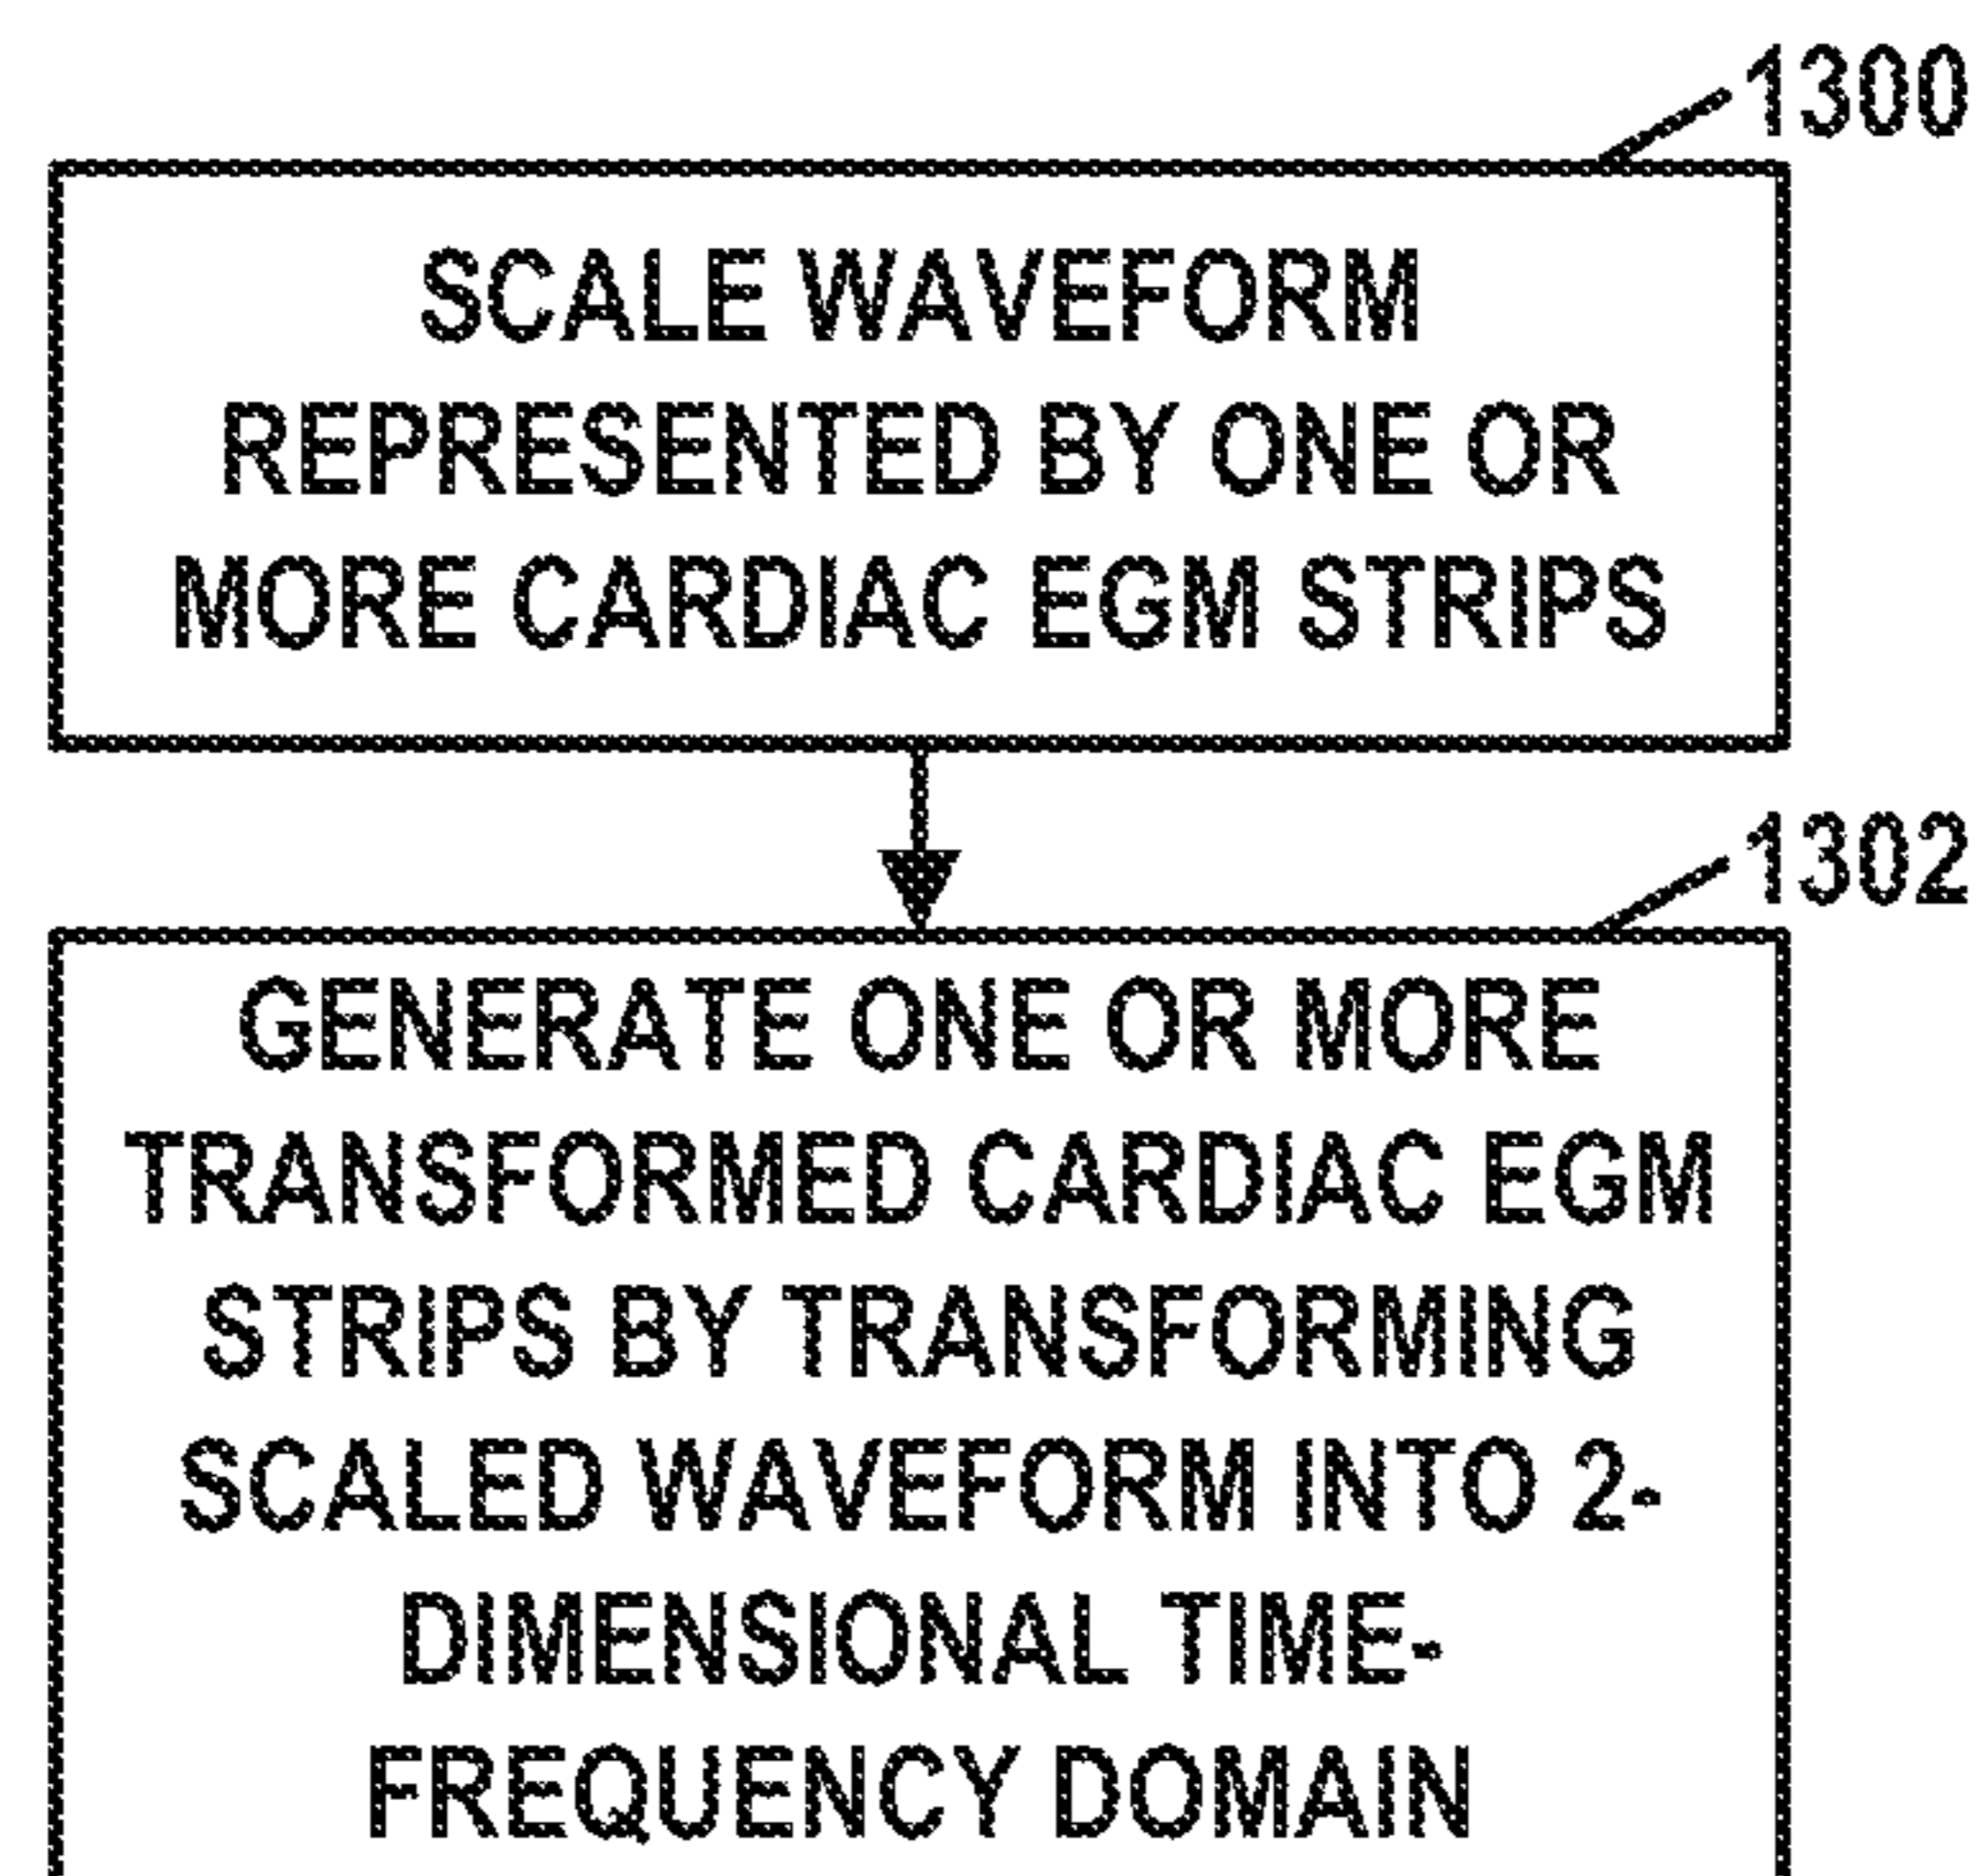 1300
SCALE WAVEFORM
REPRESENTED BY ONE OR
MORE CARDIAC EGM STRIPS
1302
GENERATE ONE OR MORE
TRANSFORMED CARDIAC EGM
STRIPS BY TRANSFORMING
SCALED WAVEFORM INTO 2-
DIMENSIONAL TIME-
FREQUENCY DOMAIN